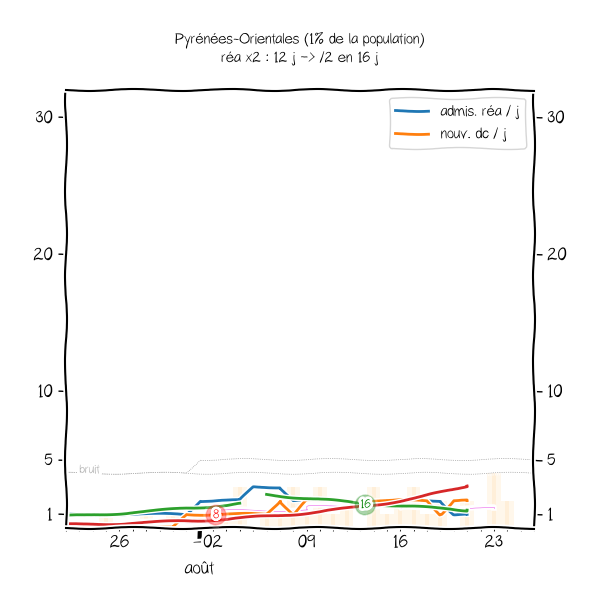 Pyrénées-Orientales (1% de la population)
réa x2 : 12 j -> /2 en 16 j
admis. réa / j
nouv. dc / j
30 30
20 20
10 10
5 5
bruit
1 1
8 16
26 02 09 16 23
août